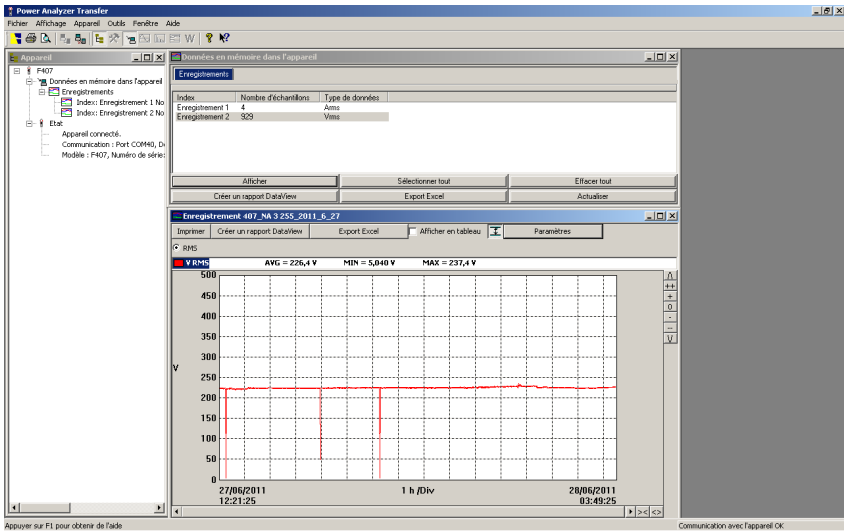 Power Analyzer Transfer
Fichier Affichage Appareil Outils Fenêtre Aide
Appareil
F407
Données en mémoire dans l'appareil
Enregistrements
Index: Enregistrement 1 No
Index: Enregistrement 2 No
Etat
Appareil connecté.
Communication : Port COM40, D
Modèle : F407, Numéro de série:
Données en mémoire dans l'appareil
Enregistrements
Index Nombre d'échantillons Type de données
Enregistrement 1 4 Arms
Enregistrement 2 929 Vrms
Afficher Sélectionner tout Effacer tout
Créer un rapport DataView Export Excel Actualiser
Enregistrement 407_NA 3 255_2011_6_27
Imprimer Créer un rapport DataView Export Excel Afficher en tableau Paramètres
RMS
V RMS AVG = 226,4 V MIN = 5,040 V MAX = 237,4 V
500
450
400
350
300
V
250
200
150
100
50
0
++
+
0
-
--
27/06/2011 1 h /Div 28/06/2011
12:21:25 03:49:25
>< <>
Appuyer sur F1 pour obtenir de l'aide Communication avec l'appareil OK